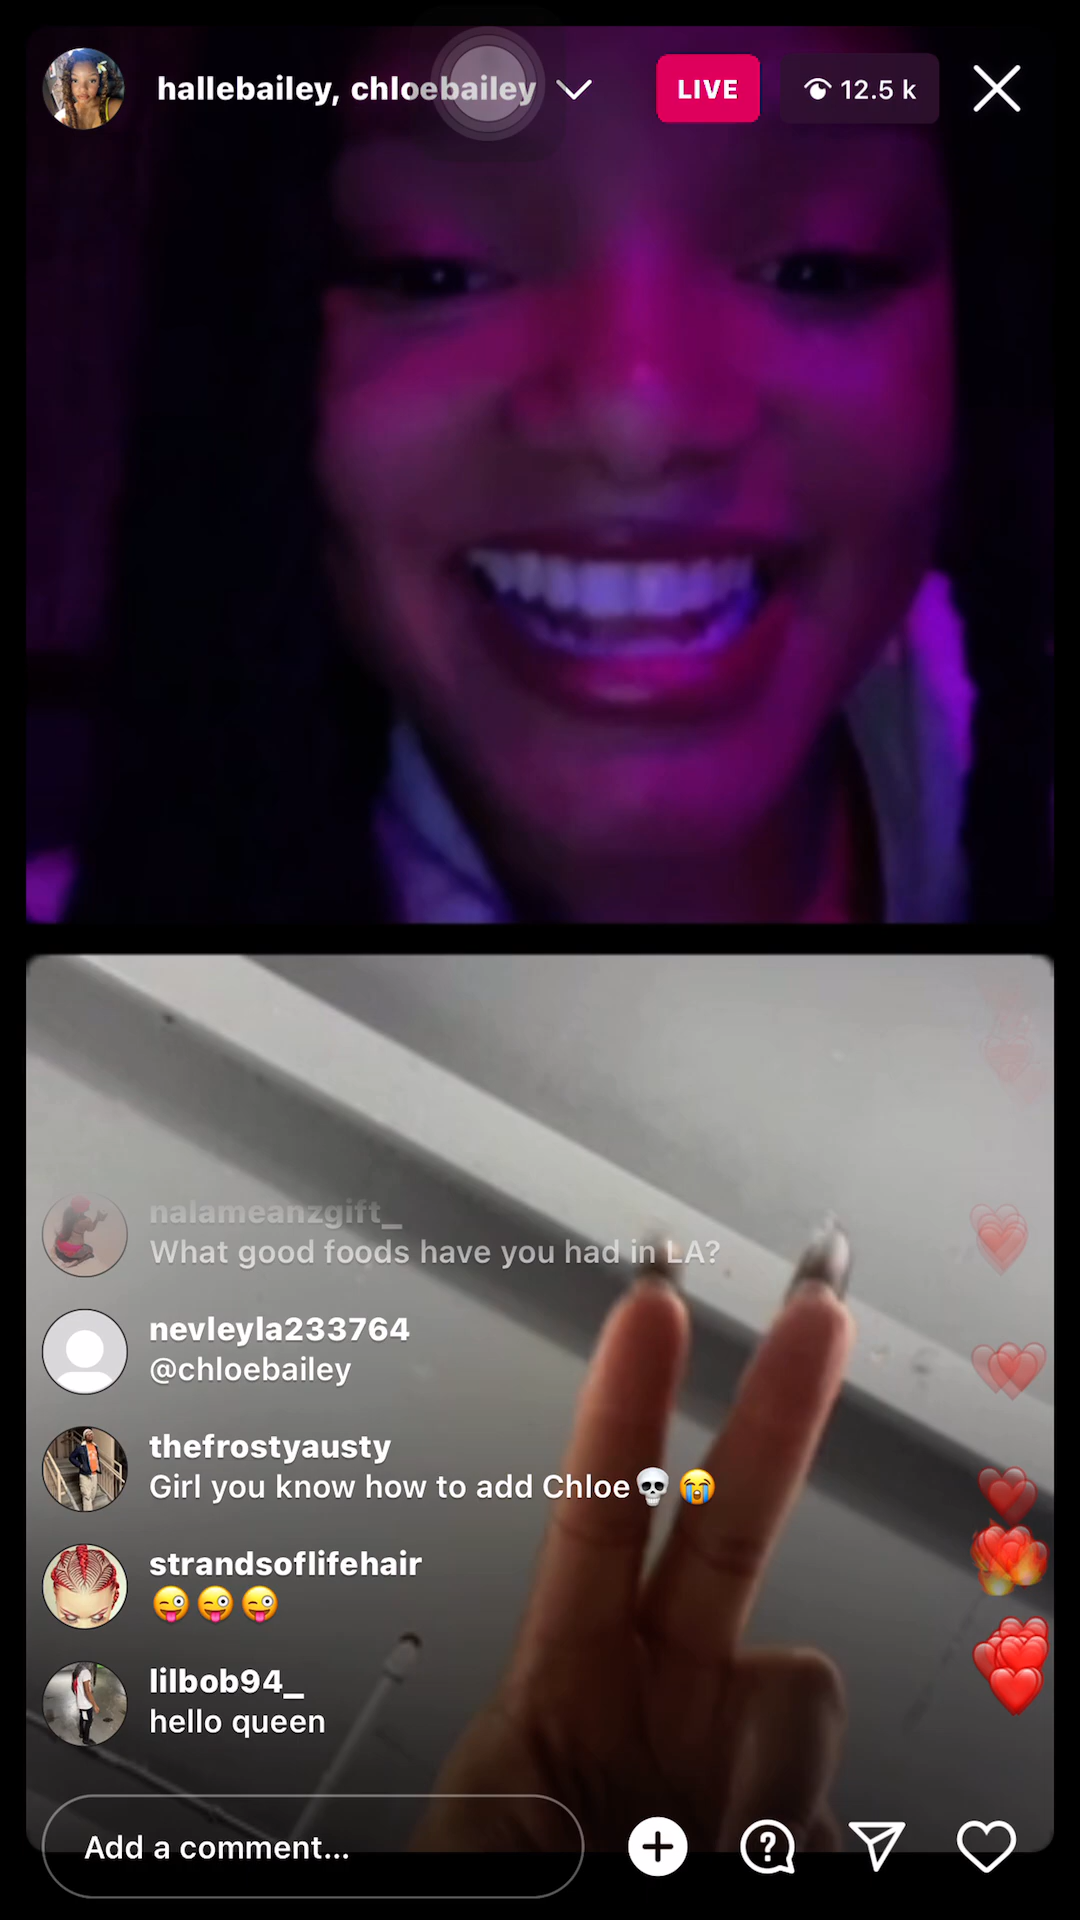 hallebailey, chloebailey
LIVE
12.5 k
nalameanzgift_
What good foods have you had in LA?
nevleyla233764
@chloebailey
thefrostyausty
Girl you know how to add Chloe💀😭
strandsoflifehair
😜😜😜
lilbob94_
hello queen
Add a comment...